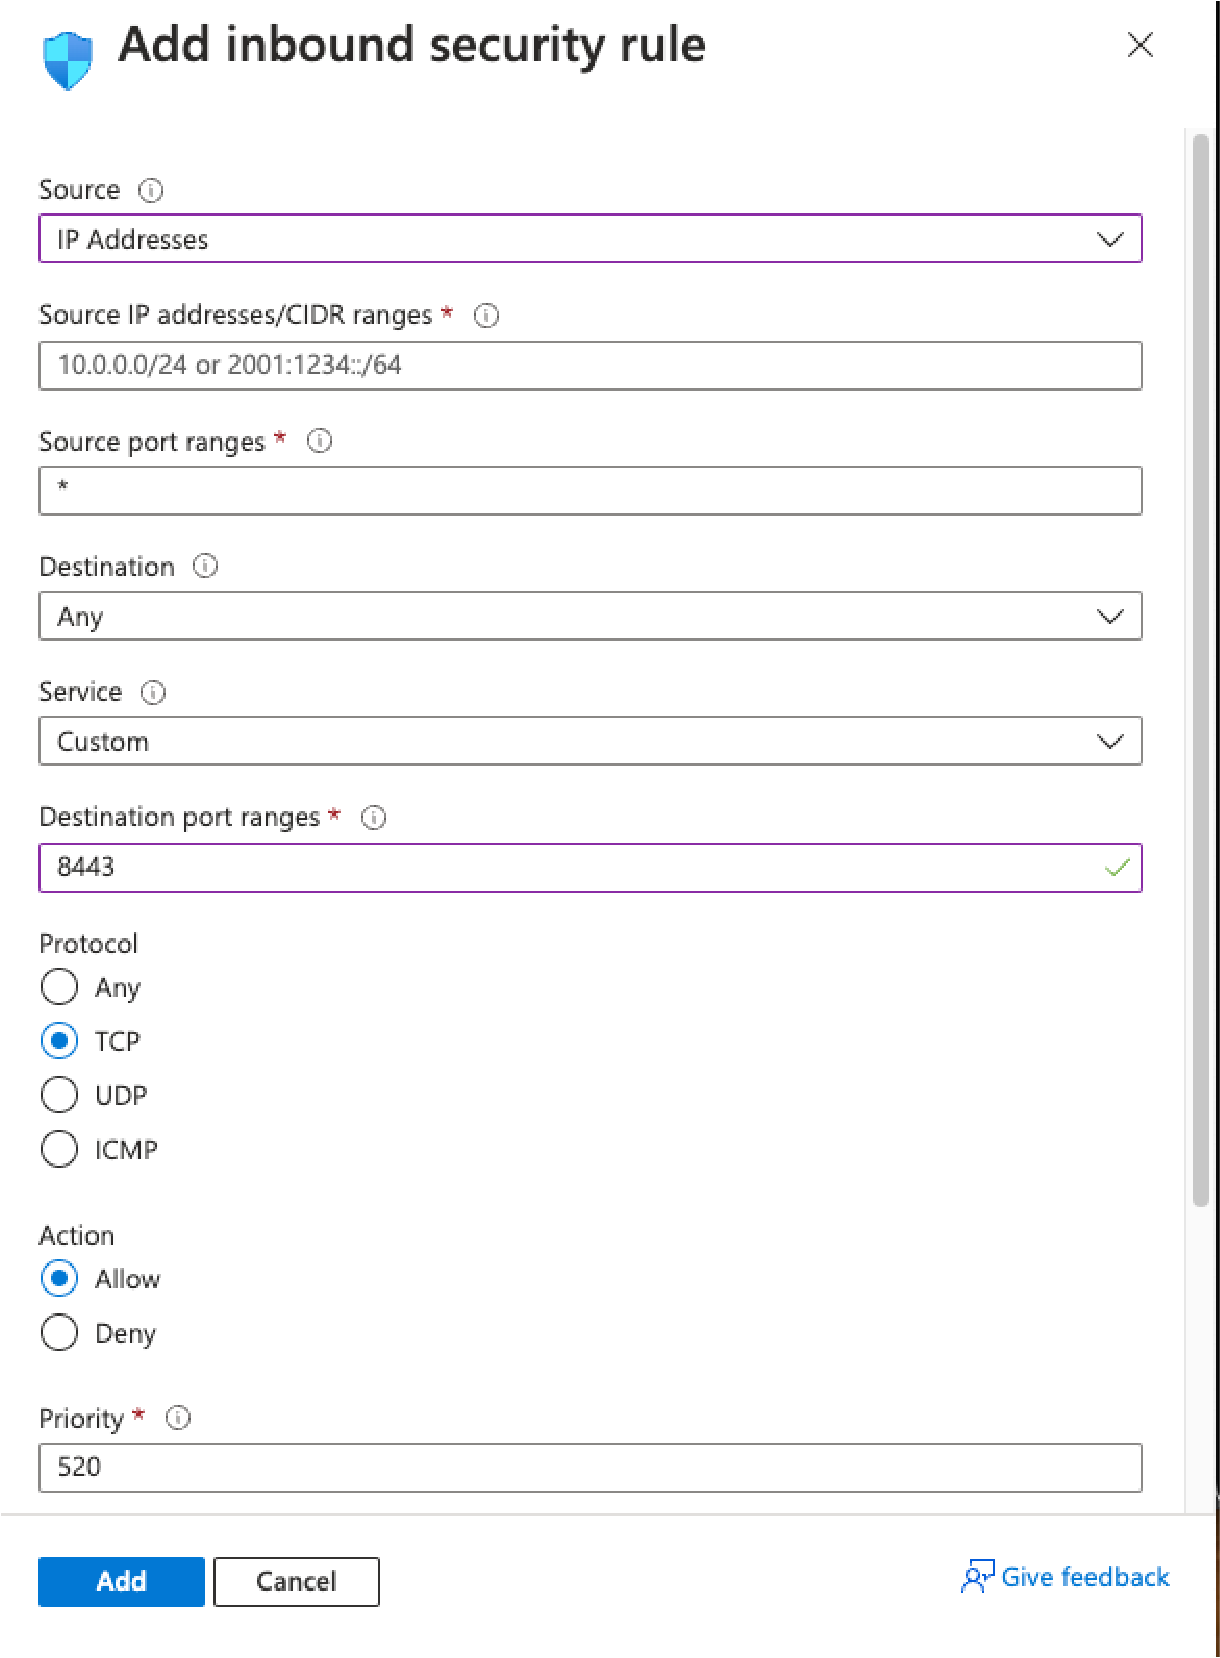 Add inbound security rule
Source
IP Addresses
Source IP addresses/CIDR ranges *
10.0.0.0/24 or 2001:1234::/64
Source port ranges *
*
Destination
Any
Service
Custom
Destination port ranges *
8443
Protocol
Any
TCP
UDP
ICMP
Action
Allow
Deny
Priority *
520
Add Cancel Give feedback